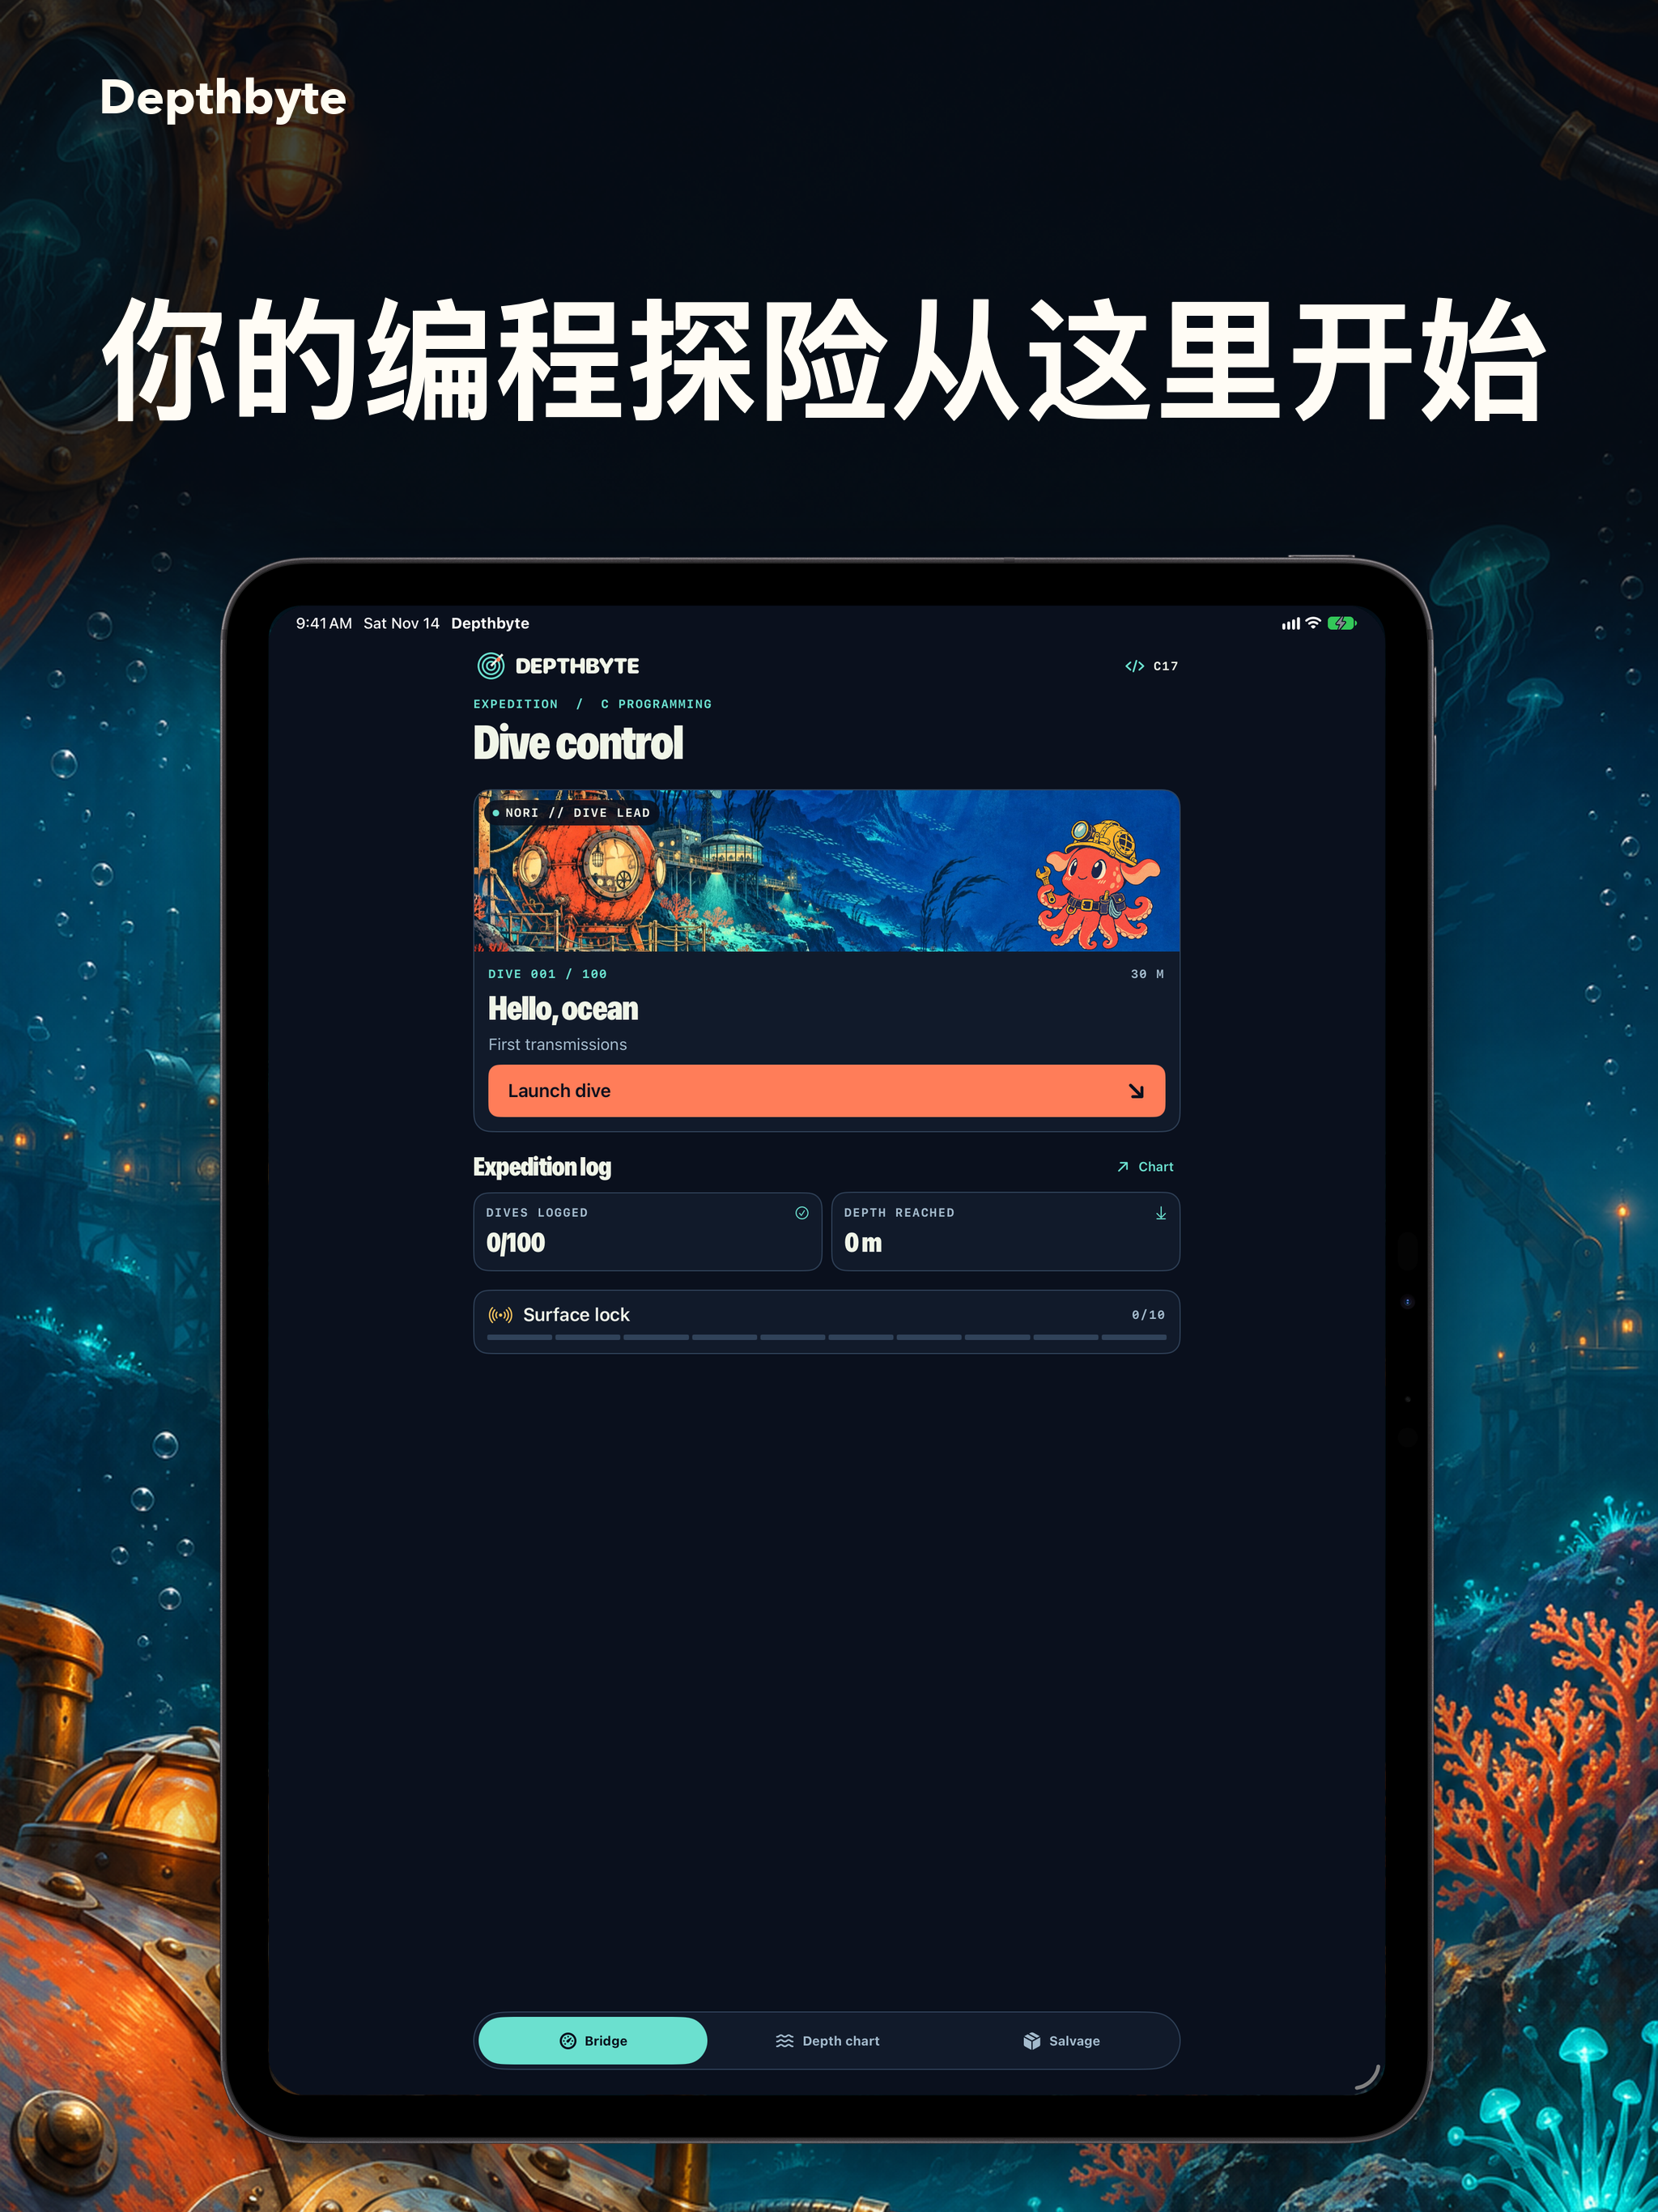 Depthbyte
你的编程探险从这里开始
9:41 AM Sat Nov 14 Depthbyte
DEPTHBYTE
</> C17
EXPEDITION / C PROGRAMMING
Dive control
NORI // DIVE LEAD
DIVE 001 / 100
30 M
Hello, ocean
First transmissions
Launch dive
Expedition log
Chart
DIVES LOGGED
0/100
DEPTH REACHED
0 m
Surface lock
0/10
Bridge
Depth chart
Salvage